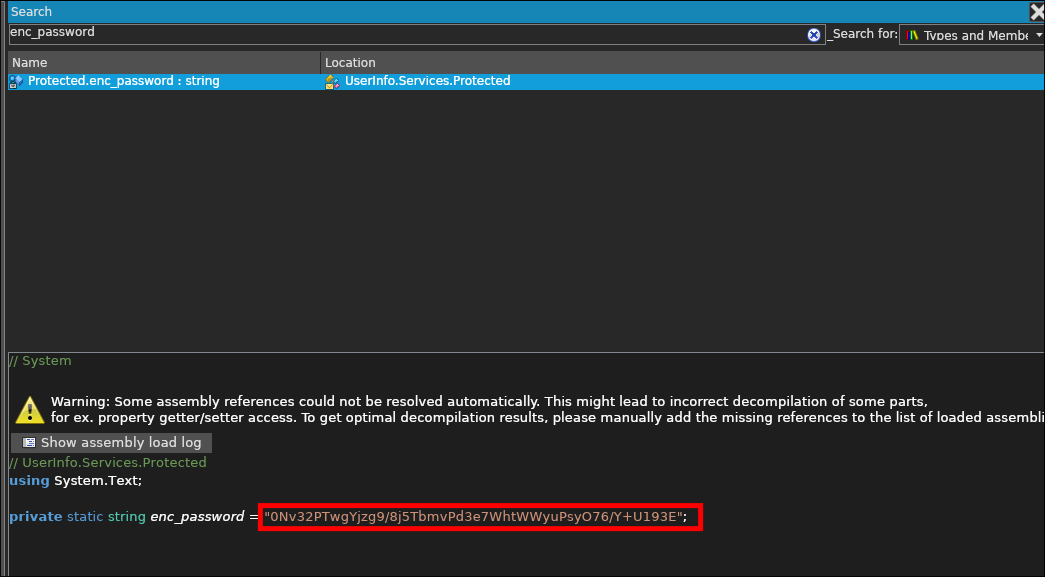 Search
enc_password
_Search for: Types and Membe
Name Location
Protected.enc_password : string UserInfo.Services.Protected
// System
Warning: Some assembly references could not be resolved automatically. This might lead to incorrect decompilation of some parts,
for ex. property getter/setter access. To get optimal decompilation results, please manually add the missing references to the list of loaded assembli
Show assembly load log
// UserInfo.Services.Protected
using System.Text;
private static string enc_password = "0Nv32PTwgYjzg9/8j5TbmvPd3e7WhtWWyuPsyO76/Y+U193E";